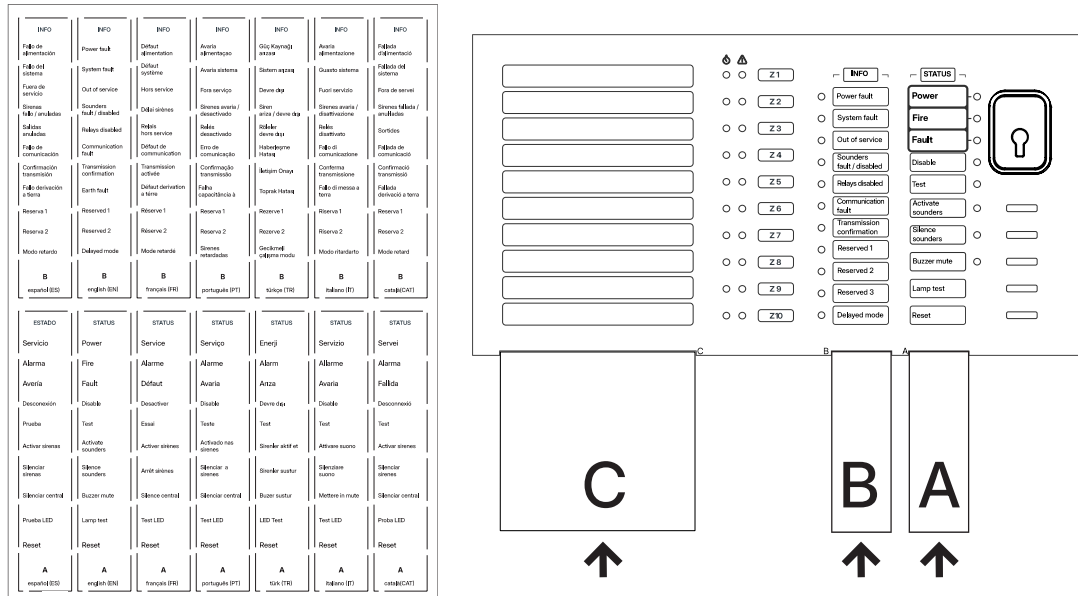 INFO
Fallo de
alimentación
Fallo del
sistema
Fuera de
servicio
Sirenas
fallo / anuladas
Salidas
anuladas
Fallo de
comunicación
Confirmación
transmisión
Fallo derivación
a tierra
Reserva 1
Reserva 2
Modo retardo
B
español (ES)
INFO
Power fault
System fault
Out of service
Sounders
fault / disabled
Relays disabled
Communication
fault
Transmission
confirmation
Earth fault
Reserved 1
Reserved 2
Delayed mode
B
english (EN)
INFO
Défaut
alimentation
Défaut
système
Hors service
Délai sirènes
Relais
hors service
Défaut de
communication
Transmission
activée
Défaut derivation
a terre
Réserve 1
Réserve 2
Mode retardé
B
français (FR)
INFO
Avaria
alimentaçao
Avaria sistema
Fora serviço
Sirenes avaria /
desactivado
Relés
desactivado
Erro de
comunicação
Confirmação
transmissão
Falha
capacitância à
Reserva 1
Reserva 2
Sirenes
retardadas
B
português (PT)
INFO
Güç Kaynağı
arızası
Sistem arızası
Devre dışı
Siren
arıza / devre dışı
Röleler
devre dışı
Haberleşme
Hatası
İletişim Onayı
Toprak Hatası
Rezerve 1
Rezerve 2
Gecikmeli
çalışma modu
B
türkçe (TR)
INFO
Avaria
alimentazione
Guasto sistema
Fuori servizio
Sirenes avaria /
disattivazione
Relés
disattivato
Fallo di
comunicazione
Conferma
transmissione
Fallo di messa a
terra
Riserva 1
Riserva 2
Modo ritardarto
B
italiano (IT)
INFO
Fallada
d'alimentació
Fallada del
sistema
Fora de servei
Sirenes fallada /
anul·lades
Sortides
Fallada de
comunicació
Confirmació
transmissió
Fallada
derivació a terra
Reserva 1
Reserva 2
Modo retard
B
català(CAT)
ESTADO
Servicio
Alarma
Avería
Desconexión
Prueba
Activar sirenas
Silenciar
sirenas
Silenciar central
Prueba LED
Reset
A
español (ES)
STATUS
Power
Fire
Fault
Disable
Test
Activate
sounders
Silence
sounders
Buzzer mute
Lamp test
Reset
A
english (EN)
STATUS
Service
Alarme
Défaut
Desactiver
Essai
Activer sirènes
Arrêt sirènes
Silence central
Test LED
Reset
A
français (FR)
STATUS
Serviço
Alarme
Avaria
Disable
Teste
Activado nas
sirenes
Silenciar a
sirenes
Silenciar central
Test LED
Reset
A
português (PT)
STATUS
Enerji
Alarm
Arıza
Devre dışı
Test
Sirenler aktif et
Sirenler sustur
Buzer sustur
LED Test
Reset
A
türk (TR)
STATUS
Servizio
Allarme
Avaria
Disable
Test
Attivare suono
Silenziare
suono
Mettere in mute
Test LED
Reset
A
italiano (IT)
STATUS
Servei
Alarma
Fallida
Desconnexió
Test
Activar sirenes
Silenciar
sirenes
Silenciar central
Proba LED
Reset
A
català(CAT)
Z1
Z2
Z3
Z4
Z5
Z6
Z7
Z8
Z9
Z10
INFO
Power fault
System fault
Out of service
Sounders
fault / disabled
Relays disabled
Communication
fault
Transmission
confirmation
Reserved 1
Reserved 2
Reserved 3
Delayed mode
STATUS
Power
Fire
Fault
Disable
Test
Activate
sounders
Silence
sounders
Buzzer mute
Lamp test
Reset
C
B
A
C
B
A